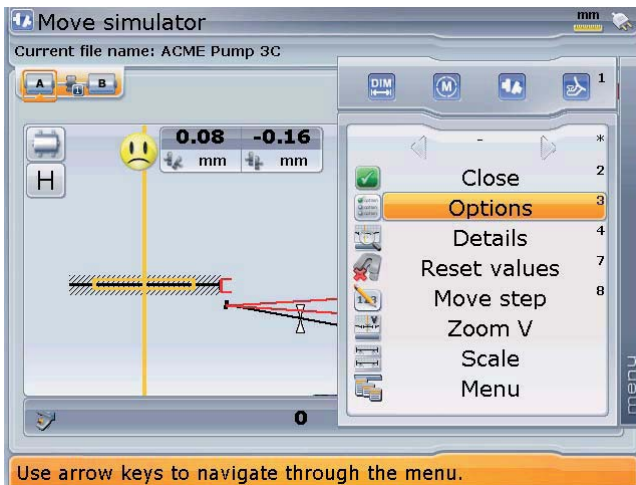 Move simulator
mm
Current file name: ACME Pump 3C
A
B
DIM
M
1
0.08 -0.16
mm mm
H
- *
Close 2
Options 3
Details 4
Reset values 7
Move step 8
Zoom V
Scale
Menu
menu
0
Use arrow keys to navigate through the menu.